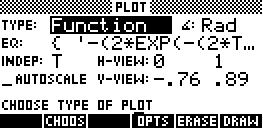 PLOT
TYPE: Function ∡: Rad
EQ: { '-(2*EXP(-(2*T…
INDEP: T H-VIEW: 0 1
_AUTOSCALE V-VIEW: -.76 .89
CHOOSE TYPE OF PLOT
CHOOS OPTS ERASE DRAW